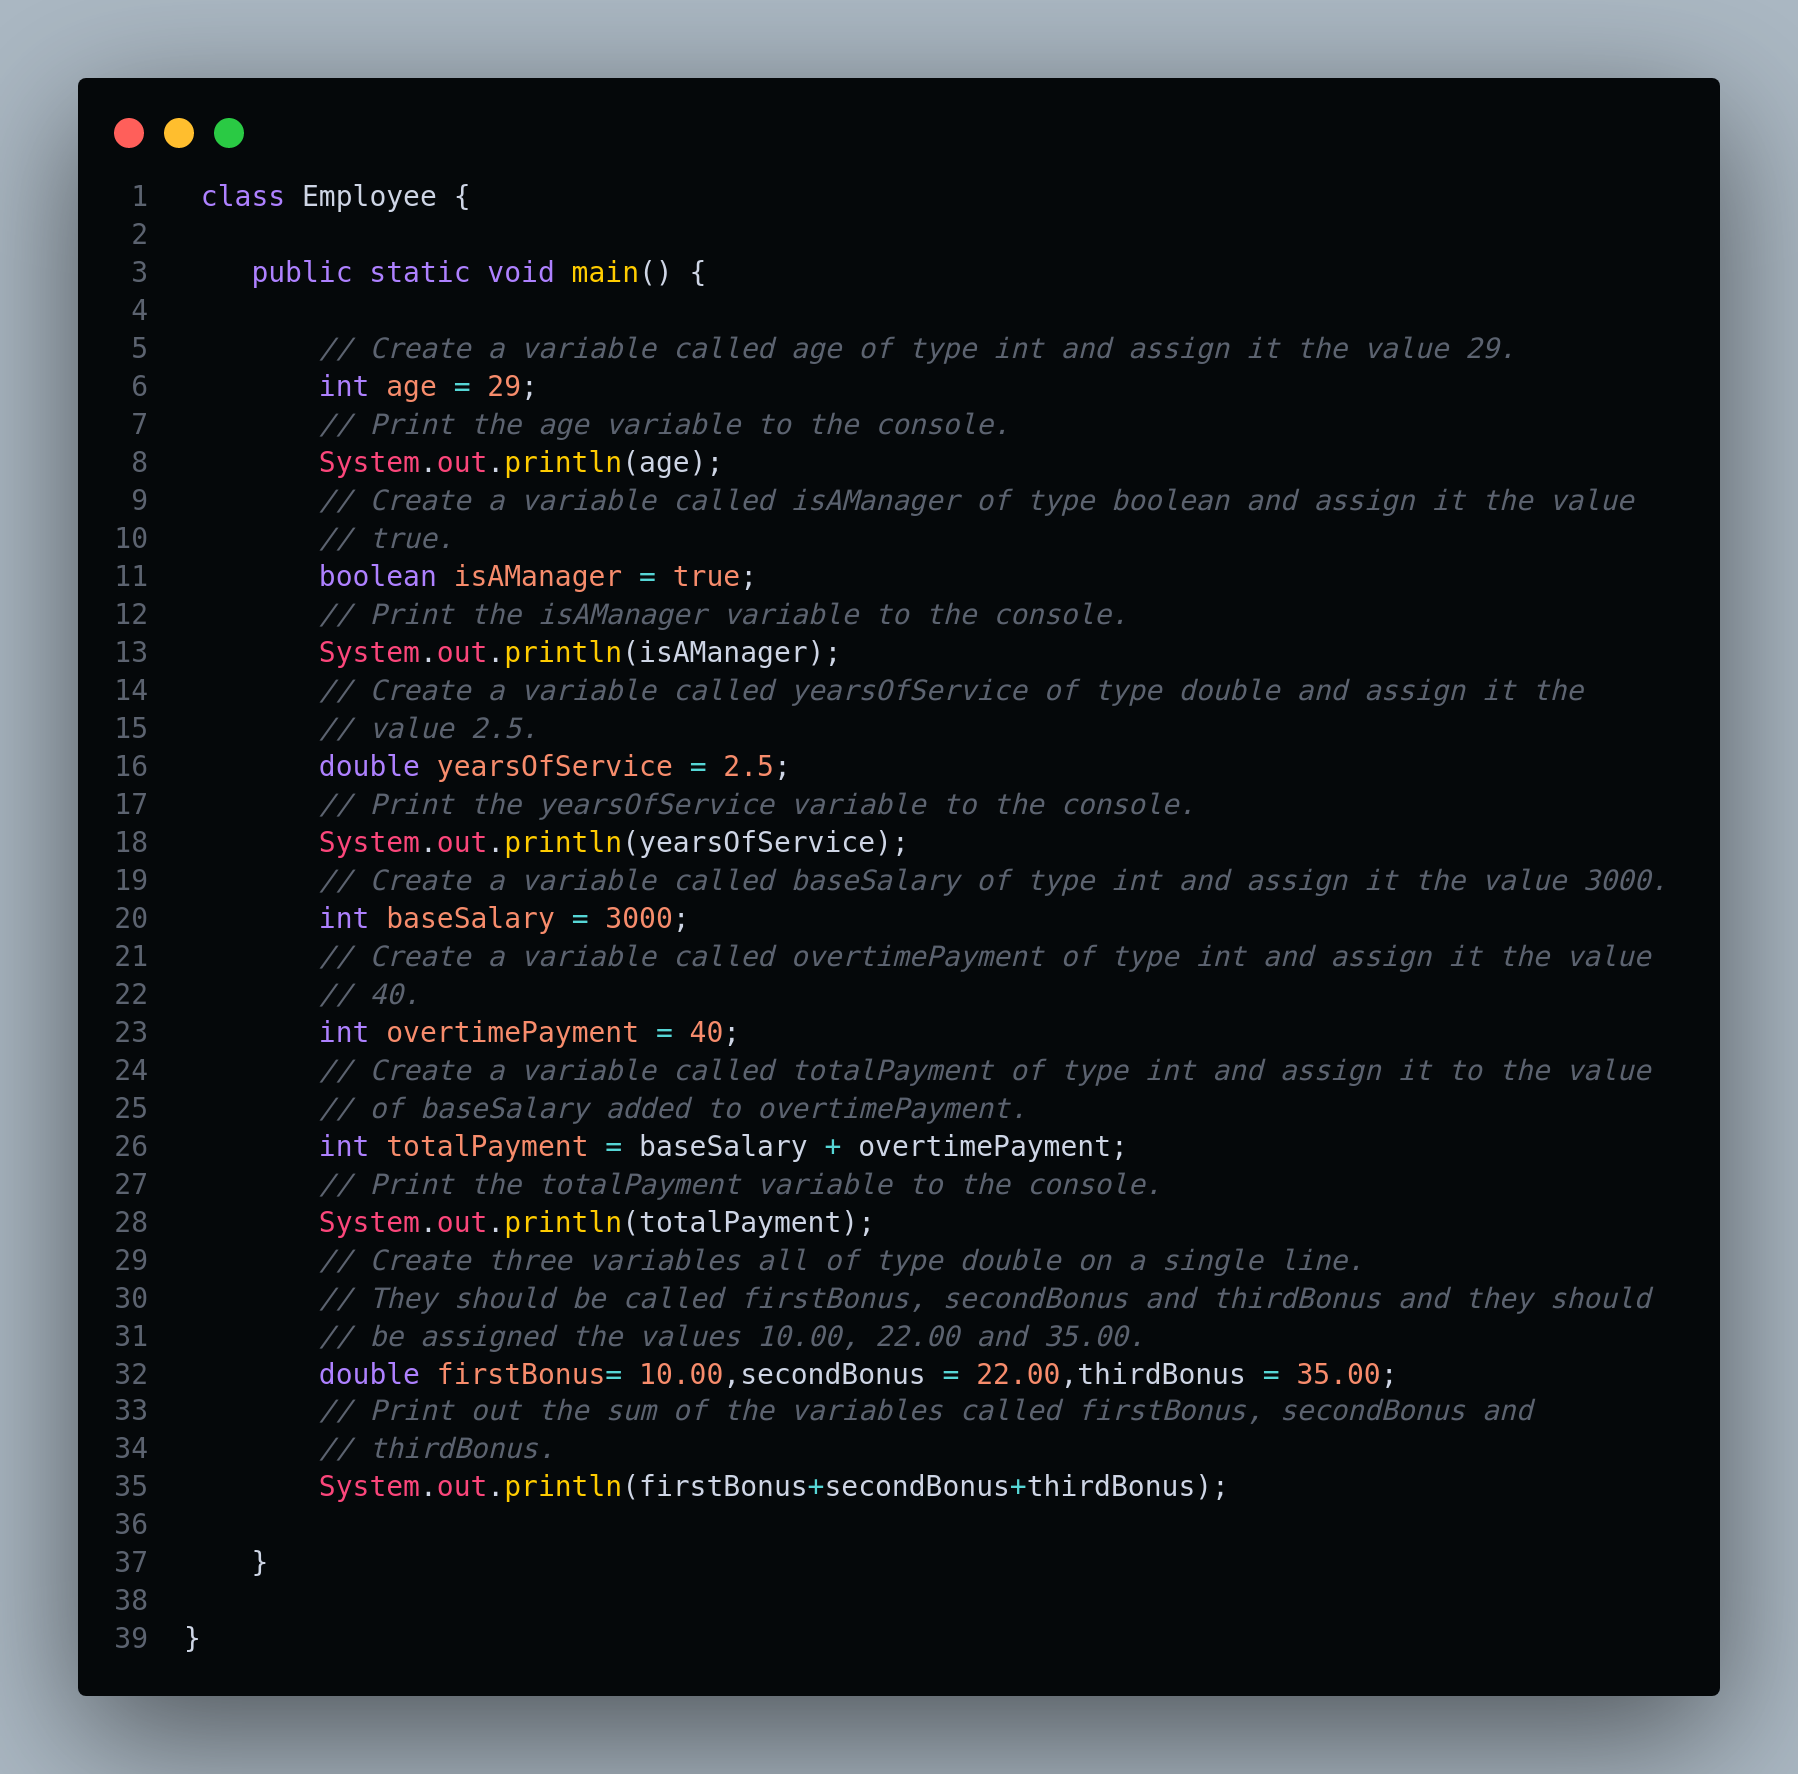 1 class Employee {
2
3 public static void main() {
4
5 // Create a variable called age of type int and assign it the value 29.
6 int age = 29;
7 // Print the age variable to the console.
8 System.out.println(age);
9 // Create a variable called isAManager of type boolean and assign it the value
10 // true.
11 boolean isAManager = true;
12 // Print the isAManager variable to the console.
13 System.out.println(isAManager);
14 // Create a variable called yearsOfService of type double and assign it the
15 // value 2.5.
16 double yearsOfService = 2.5;
17 // Print the yearsOfService variable to the console.
18 System.out.println(yearsOfService);
19 // Create a variable called baseSalary of type int and assign it the value 3000.
20 int baseSalary = 3000;
21 // Create a variable called overtimePayment of type int and assign it the value
22 // 40.
23 int overtimePayment = 40;
24 // Create a variable called totalPayment of type int and assign it to the value
25 // of baseSalary added to overtimePayment.
26 int totalPayment = baseSalary + overtimePayment;
27 // Print the totalPayment variable to the console.
28 System.out.println(totalPayment);
29 // Create three variables all of type double on a single line.
30 // They should be called firstBonus, secondBonus and thirdBonus and they should
31 // be assigned the values 10.00, 22.00 and 35.00.
32 double firstBonus= 10.00,secondBonus = 22.00,thirdBonus = 35.00;
33 // Print out the sum of the variables called firstBonus, secondBonus and
34 // thirdBonus.
35 System.out.println(firstBonus+secondBonus+thirdBonus);
36
37 }
38
39 }